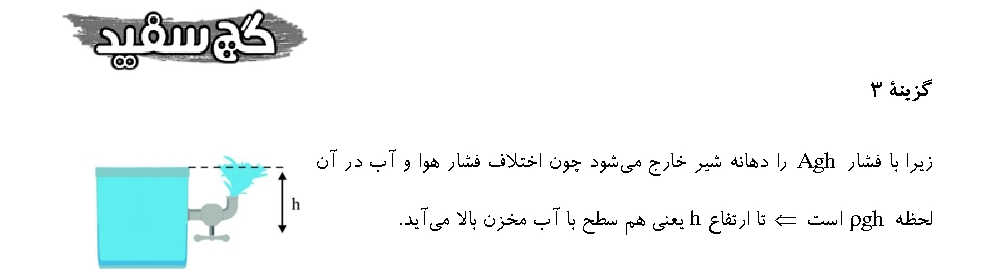 گچ سفید
گزینهٔ ۳
زیرا با فشار Agh را دهانه شیر خارج می‌شود چون اختلاف فشار هوا و آب در آن
h
لحظه ρgh است ⇐ تا ارتفاع h یعنی هم سطح با آب مخزن بالا می‌آید.